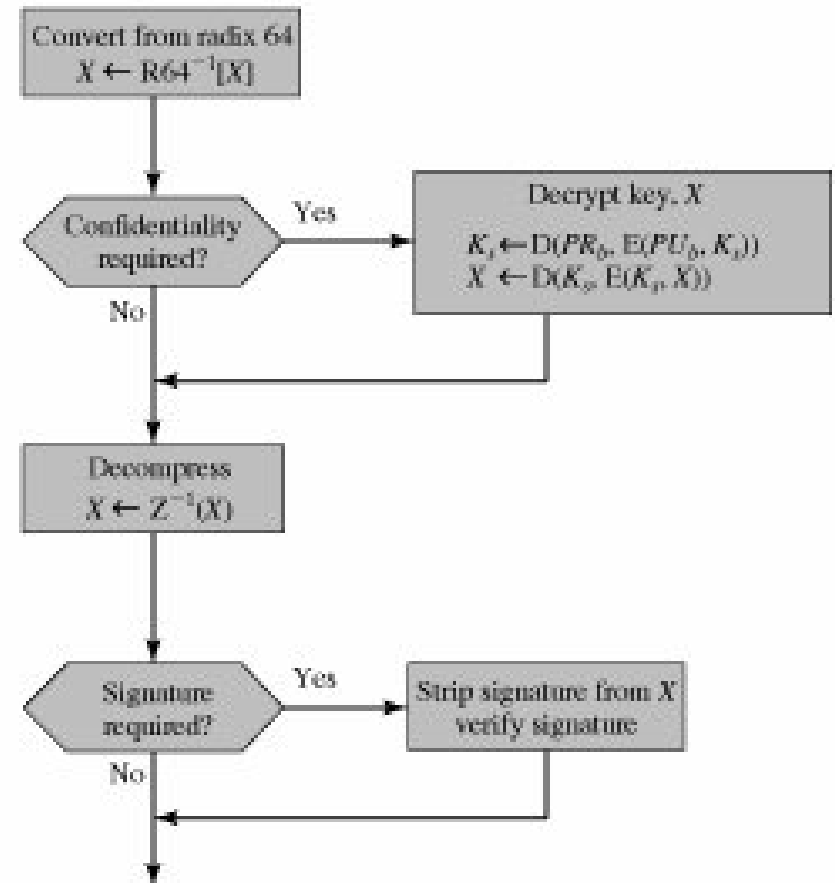 Convert from radix 64
X ← R64⁻¹[X]
Confidentiality
required?
Yes
Decrypt key, X
Kₛ ← D(PR_b, E(PU_b, Kₛ))
X ← D(Kₛ, E(Kₛ, X))
No
Decompress
X ← Z⁻¹(X)
Signature
required?
Yes
Strip signature from X
verify signature
No